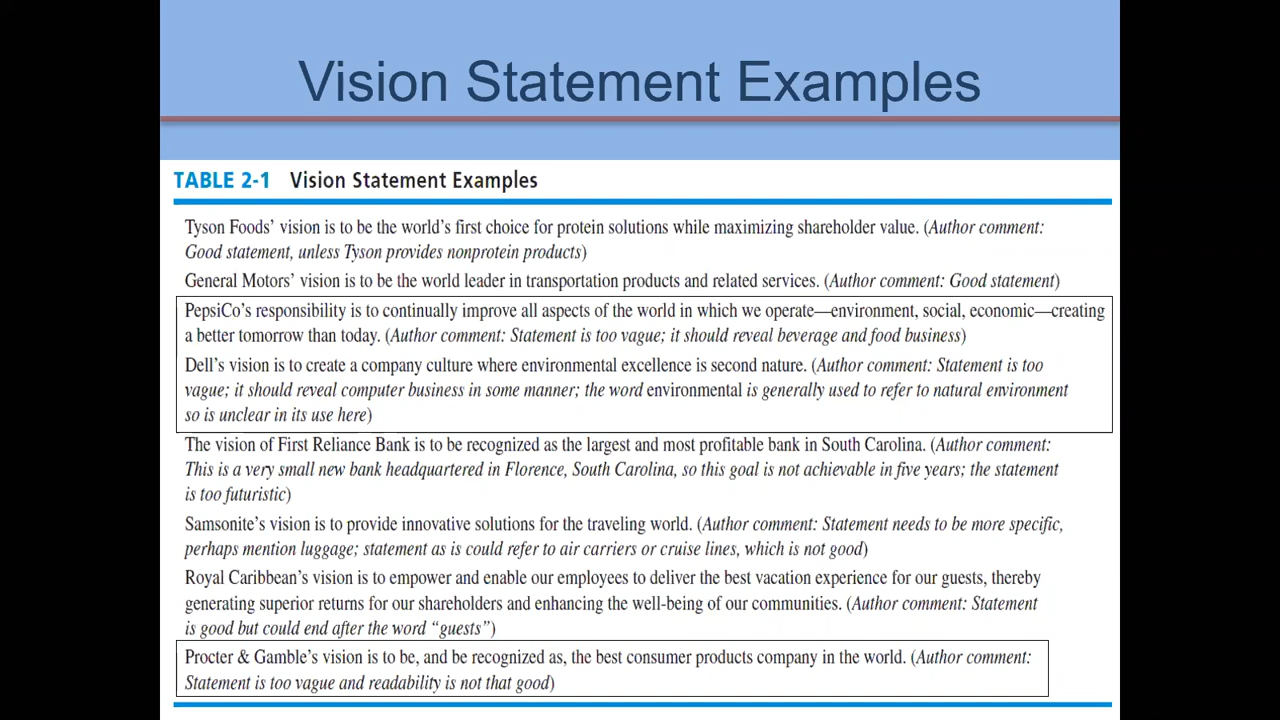 Vision Statement Examples
TABLE 2-1 Vision Statement Examples
Tyson Foods’ vision is to be the world’s first choice for protein solutions while maximizing shareholder value. (Author comment:
Good statement, unless Tyson provides nonprotein products)
General Motors’ vision is to be the world leader in transportation products and related services. (Author comment: Good statement)
PepsiCo’s responsibility is to continually improve all aspects of the world in which we operate—environment, social, economic—creating
a better tomorrow than today. (Author comment: Statement is too vague; it should reveal beverage and food business)
Dell’s vision is to create a company culture where environmental excellence is second nature. (Author comment: Statement is too
vague; it should reveal computer business in some manner; the word environmental is generally used to refer to natural environment
so is unclear in its use here)
The vision of First Reliance Bank is to be recognized as the largest and most profitable bank in South Carolina. (Author comment:
This is a very small new bank headquartered in Florence, South Carolina, so this goal is not achievable in five years; the statement
is too futuristic)
Samsonite’s vision is to provide innovative solutions for the traveling world. (Author comment: Statement needs to be more specific,
perhaps mention luggage; statement as is could refer to air carriers or cruise lines, which is not good)
Royal Caribbean’s vision is to empower and enable our employees to deliver the best vacation experience for our guests, thereby
generating superior returns for our shareholders and enhancing the well-being of our communities. (Author comment: Statement
is good but could end after the word “guests”)
Procter & Gamble’s vision is to be, and be recognized as, the best consumer products company in the world. (Author comment:
Statement is too vague and readability is not that good)